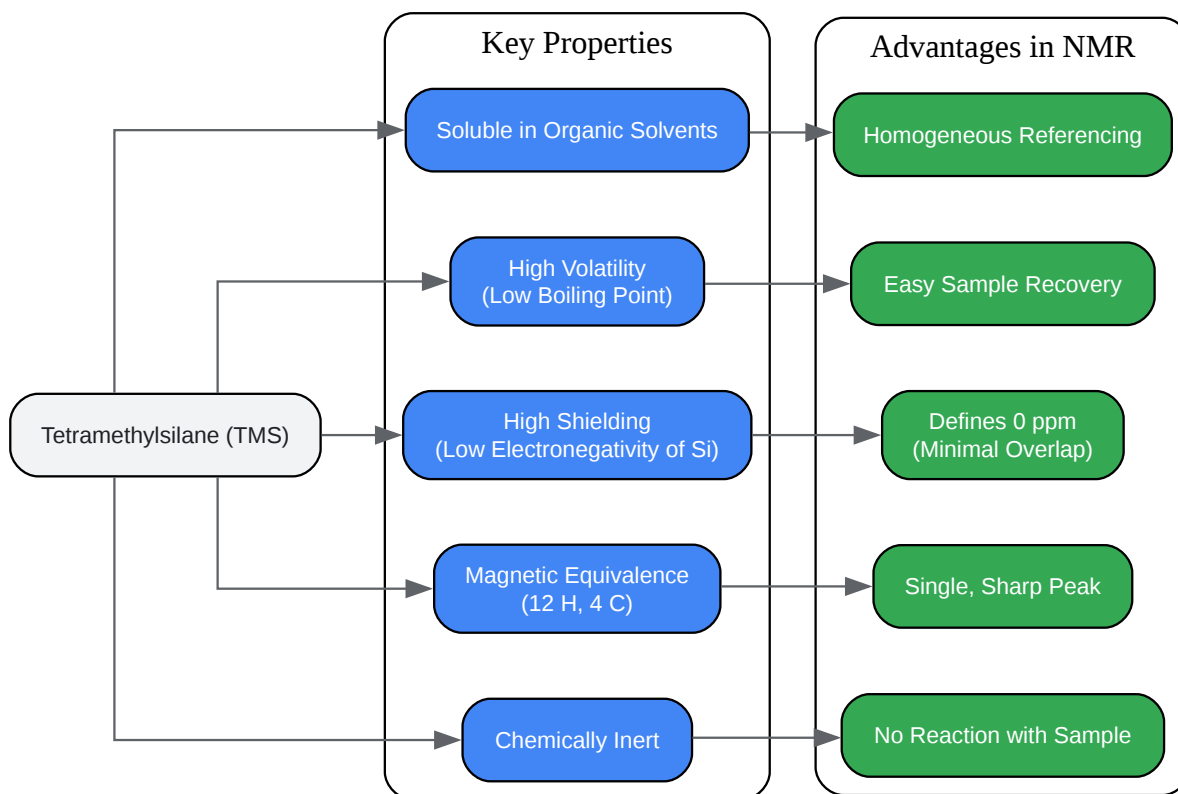 Key Properties
Advantages in NMR
Soluble in Organic Solvents
Homogeneous Referencing
High Volatility
(Low Boiling Point)
Easy Sample Recovery
Tetramethylsilane (TMS)
High Shielding
(Low Electronegativity of Si)
Defines 0 ppm
(Minimal Overlap)
Magnetic Equivalence
(12 H, 4 C)
Single, Sharp Peak
Chemically Inert
No Reaction with Sample